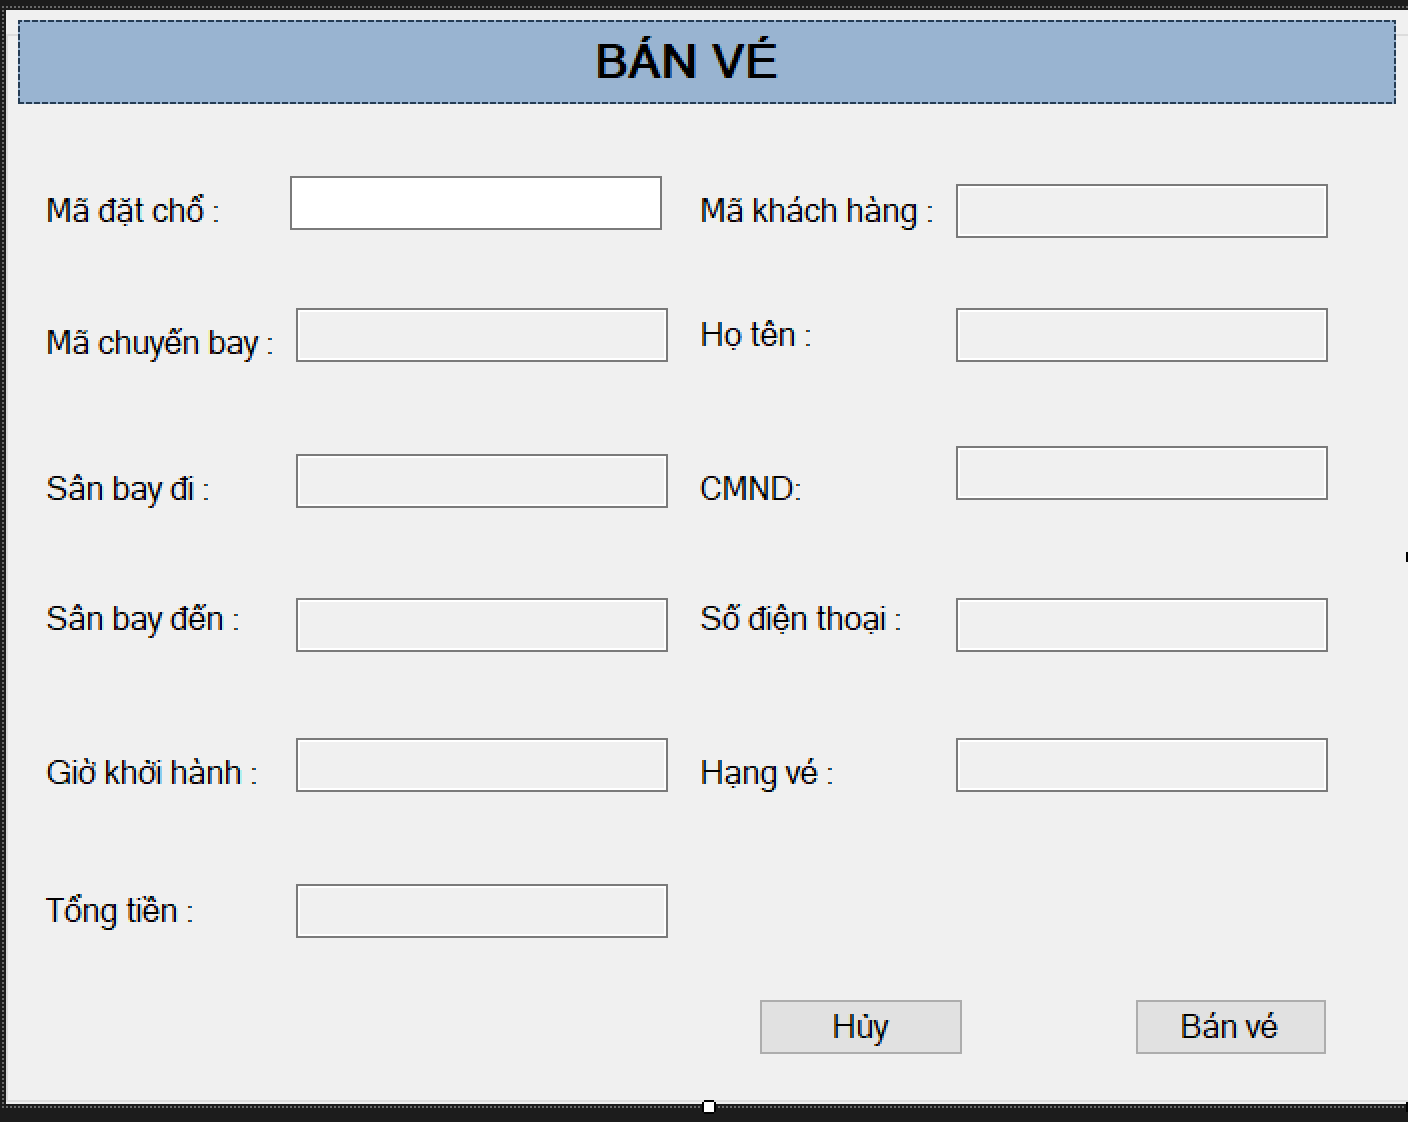 BÁN VÉ
Mã đặt chổ :
Mã khách hàng :
Mã chuyến bay :
Họ tên :
Sân bay đi :
CMND:
Sân bay đến :
Số điện thoại :
Giờ khởi hành :
Hạng vé :
Tổng tiền :
Hủy
Bán vé